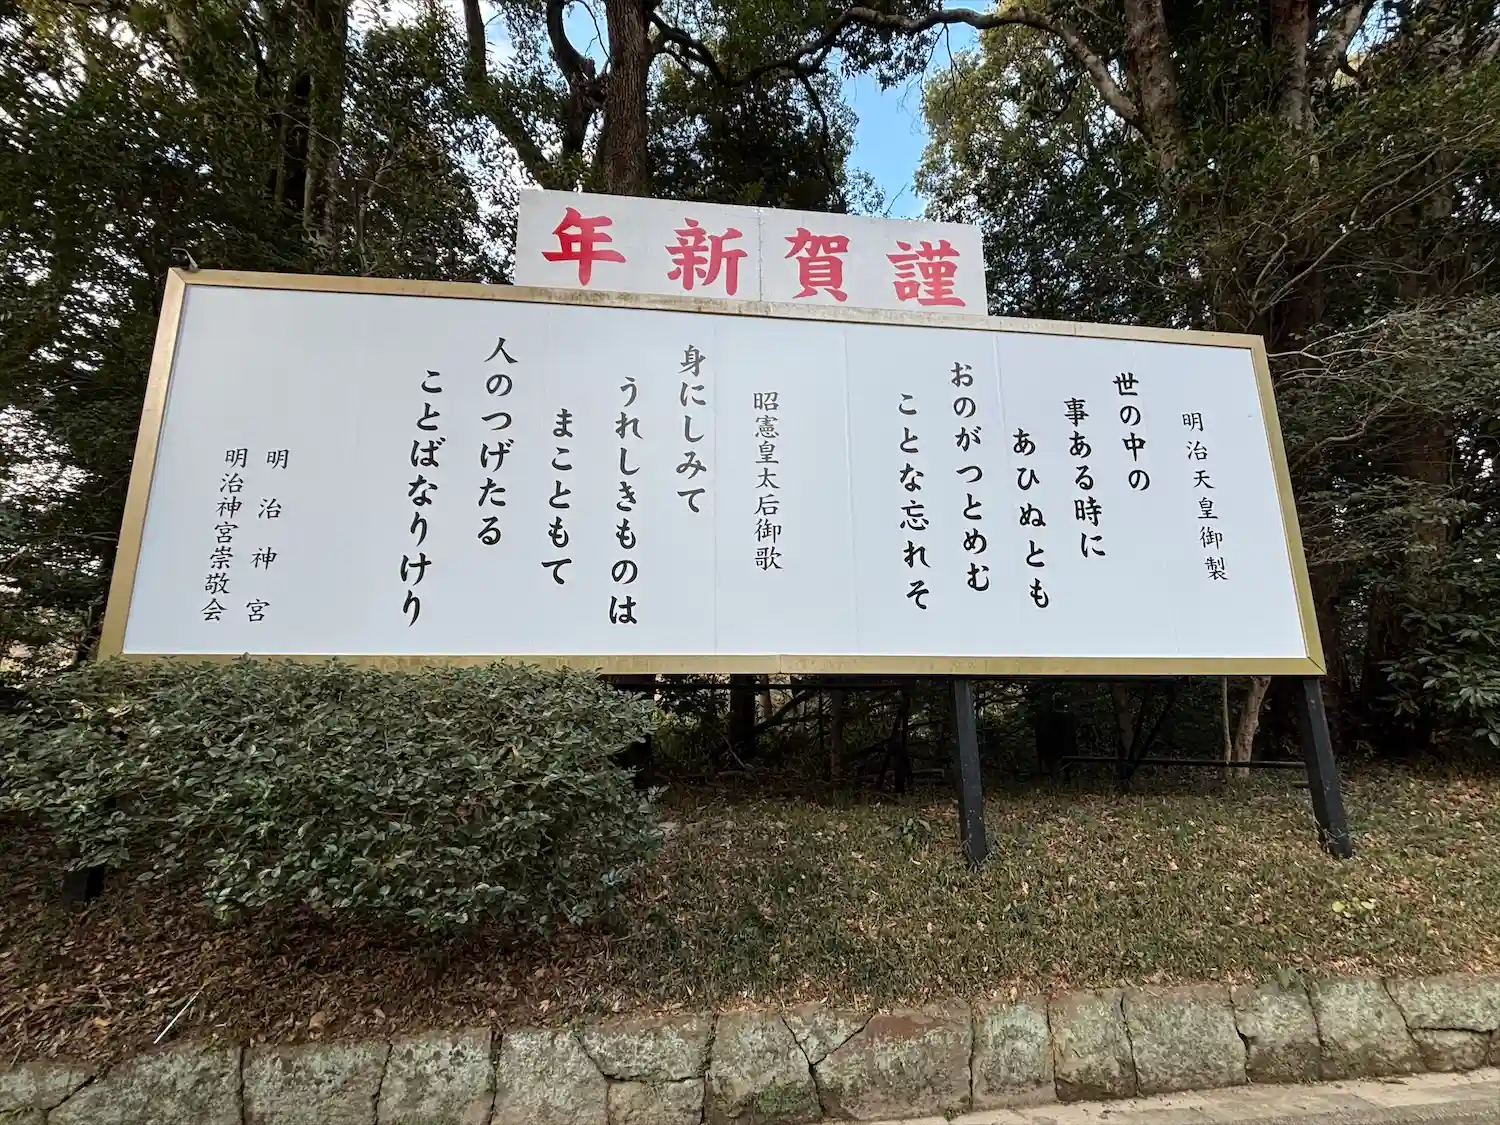 謹賀新年
明治天皇御製
世の中の
事ある時に
あひぬとも
おのがつとめむ
ことな忘れそ
昭憲皇太后御歌
身にしみて
うれしきものは
まこともて
人のつげたる
ことばなりけり
明治神宮
明治神宮崇敬会